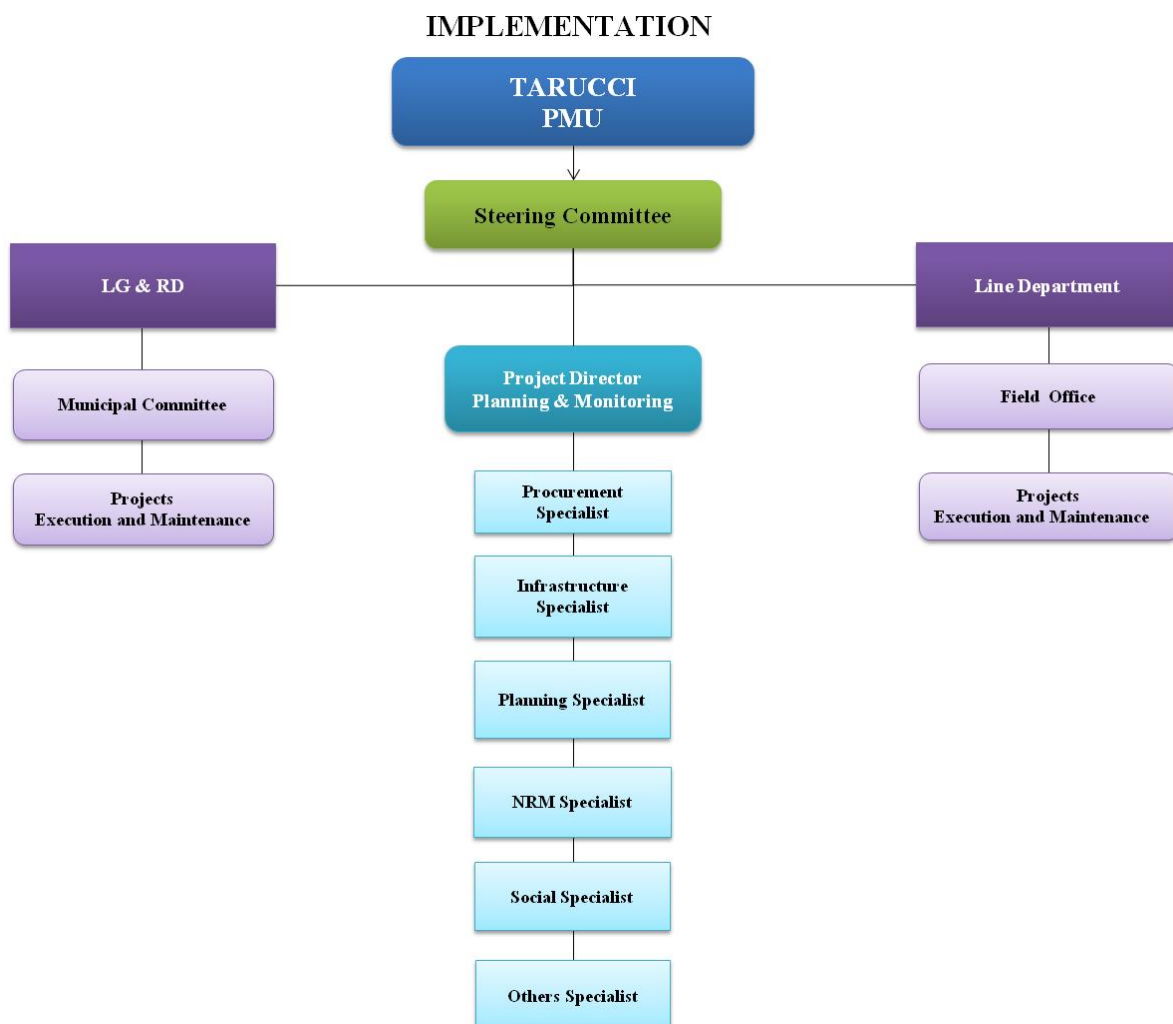 IMPLEMENTATION
TARUCCI
PMU
Steering Committee
LG & RD
Line Department
Municipal Committee
Project Director
Planning & Monitoring
Field Office
Projects
Execution and Maintenance
Projects
Execution and Maintenance
Procurement
Specialist
Infrastructure
Specialist
Planning Specialist
NRM Specialist
Social Specialist
Others Specialist